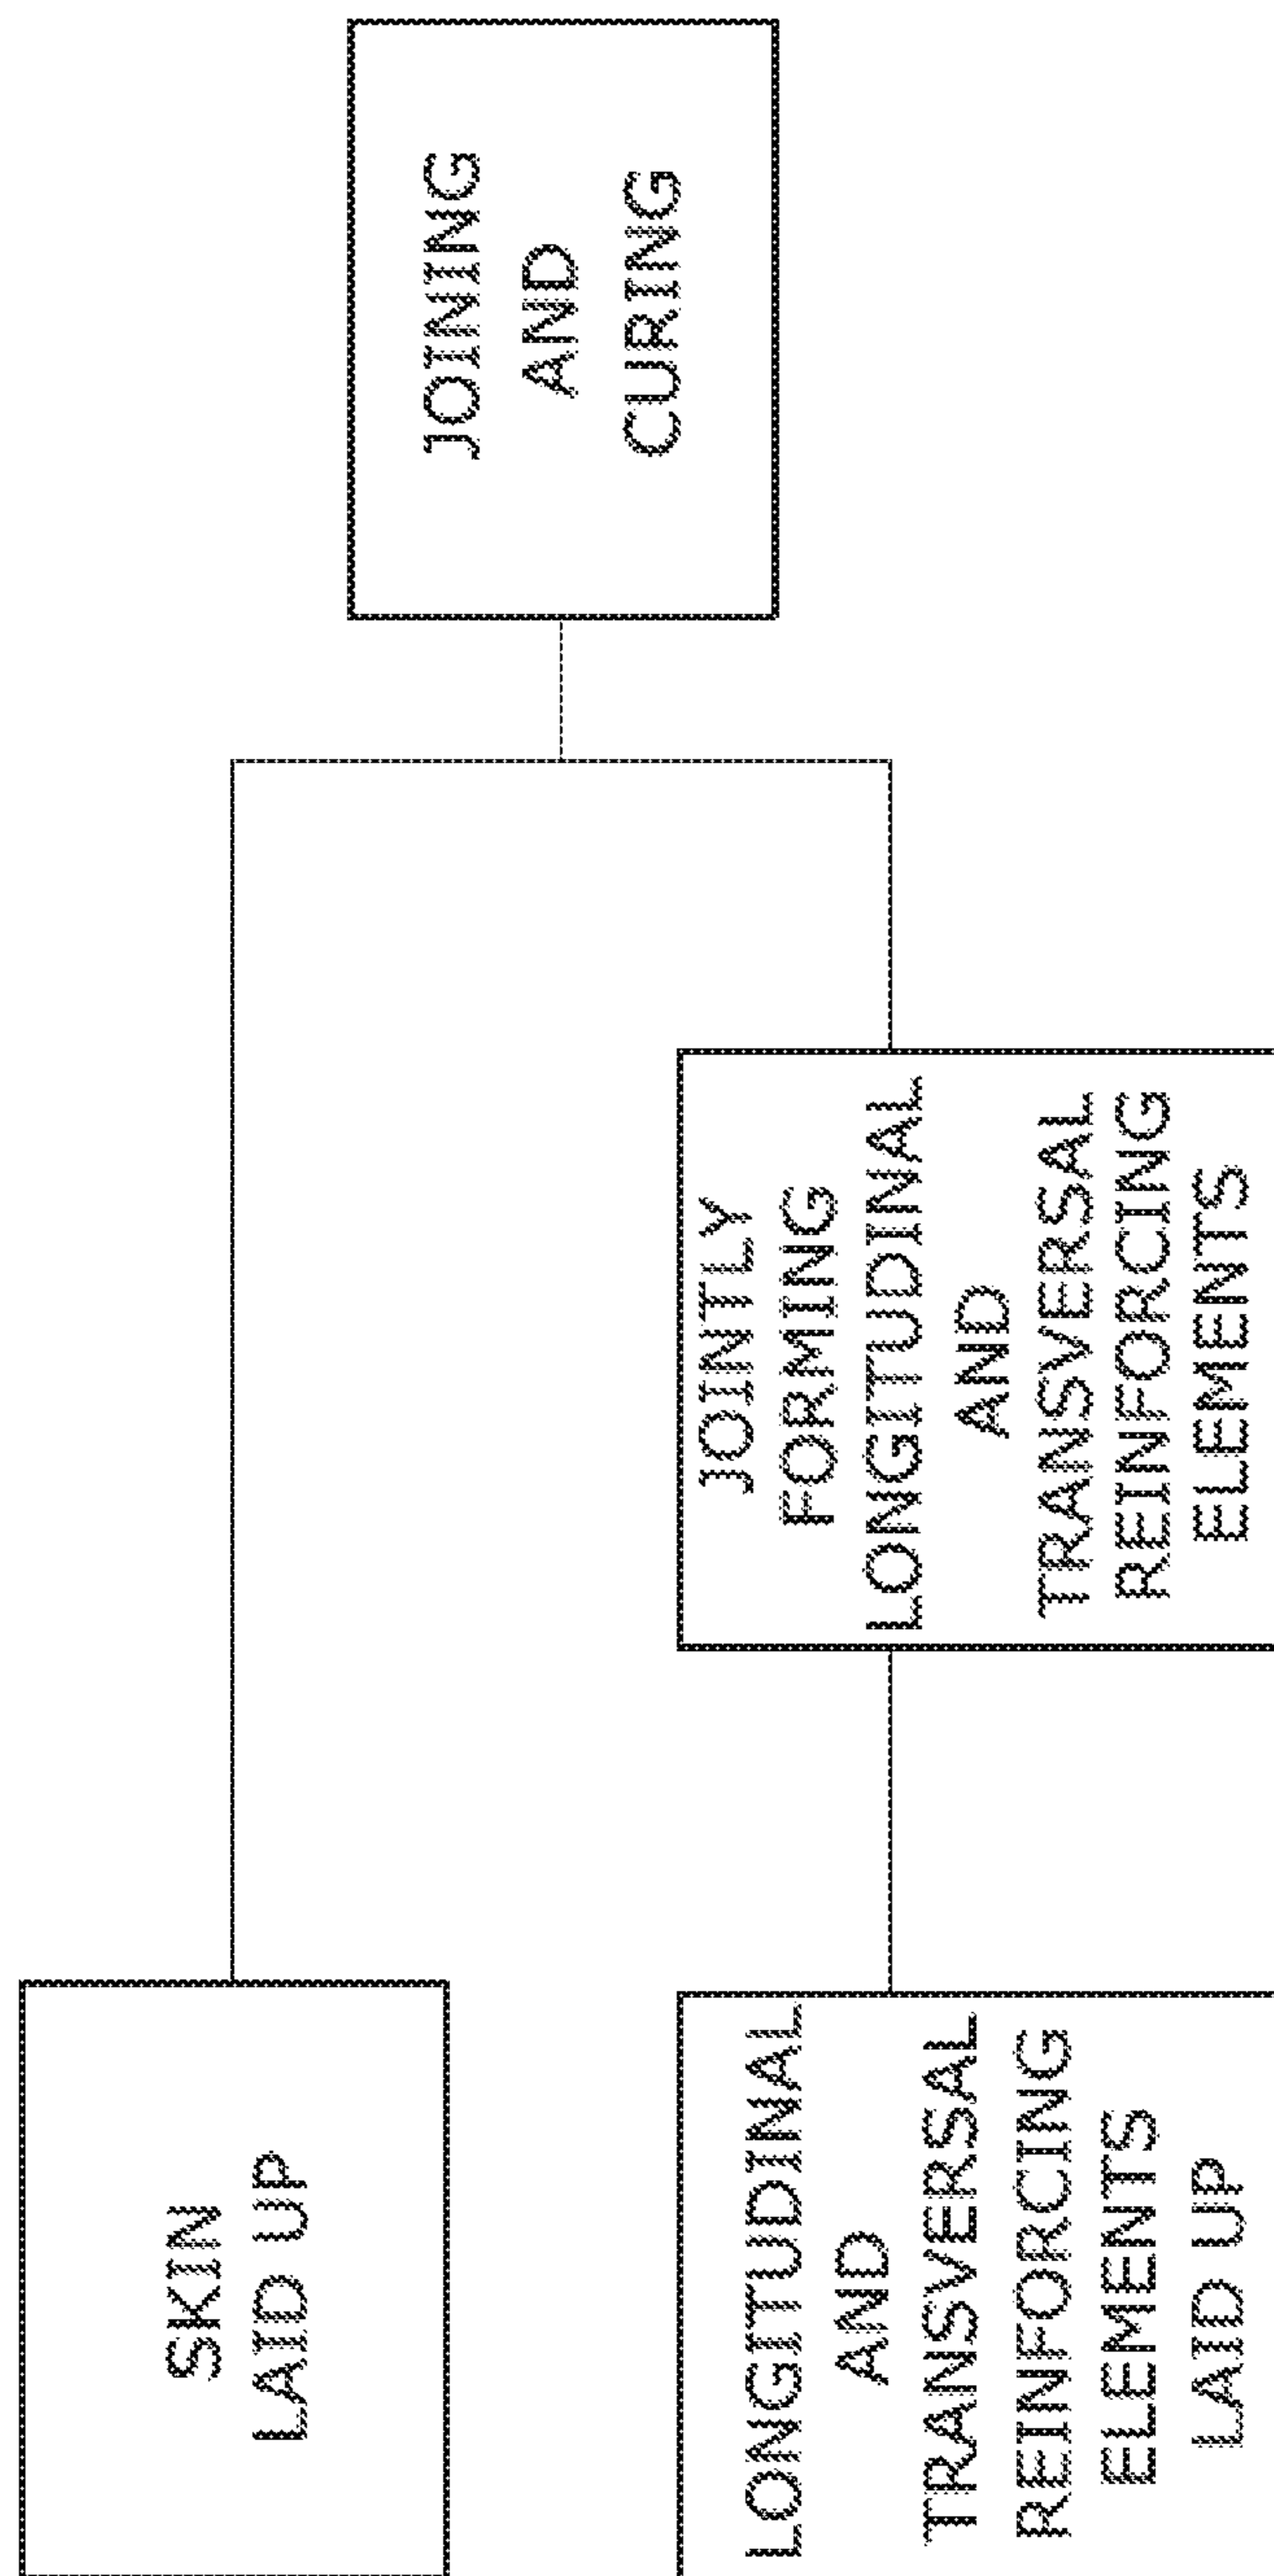 SKIN
LAID UP
LONGITUDINAL
AND
TRANSVERSAL
REINFORCING
ELEMENTS
LAID UP
JOINTLY
FORMING
LONGITUDINAL
AND
TRANSVERSAL
REINFORCING
ELEMENTS
JOINING
AND
CURING